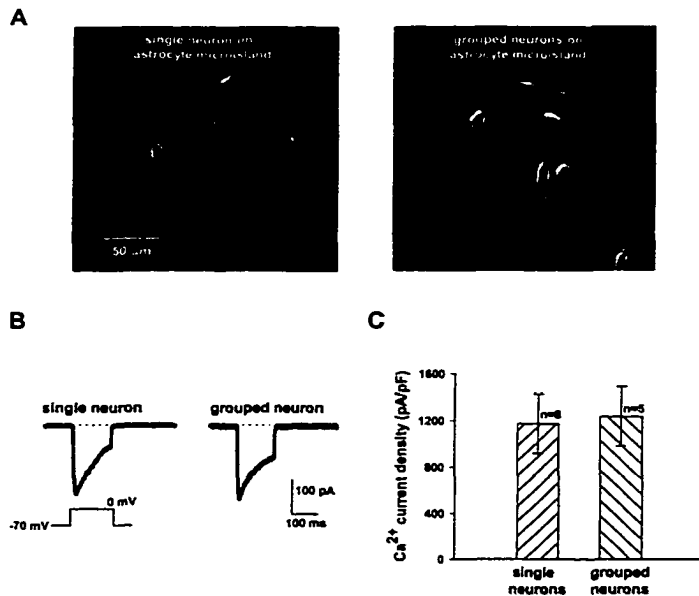 A
single neuron on
astrocyte microisland
grouped neurons on
astrocyte microisland
50 µm
B
single neuron
grouped neuron
0 mV
-70 mV
100 pA
100 ms
C
Ca2+ current density (pA/pF)
1600
1200
800
400
0
n=6
n=5
single
neurons
grouped
neurons